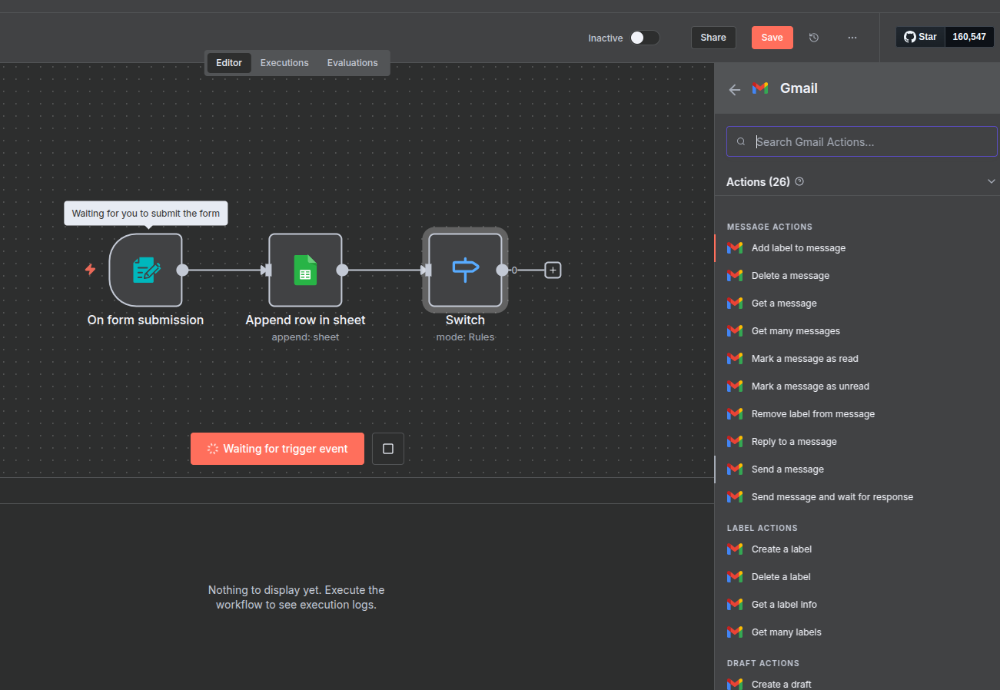 Inactive
Share
Save
Star
160,547
Editor
Executions
Evaluations
Gmail
Search Gmail Actions...
Actions (26)
Waiting for you to submit the form
On form submission
Append row in sheet
append: sheet
Switch
mode: Rules
0
Waiting for trigger event
Nothing to display yet. Execute the
workflow to see execution logs.
MESSAGE ACTIONS
Add label to message
Delete a message
Get a message
Get many messages
Mark a message as read
Mark a message as unread
Remove label from message
Reply to a message
Send a message
Send message and wait for response
LABEL ACTIONS
Create a label
Delete a label
Get a label info
Get many labels
DRAFT ACTIONS
Create a draft